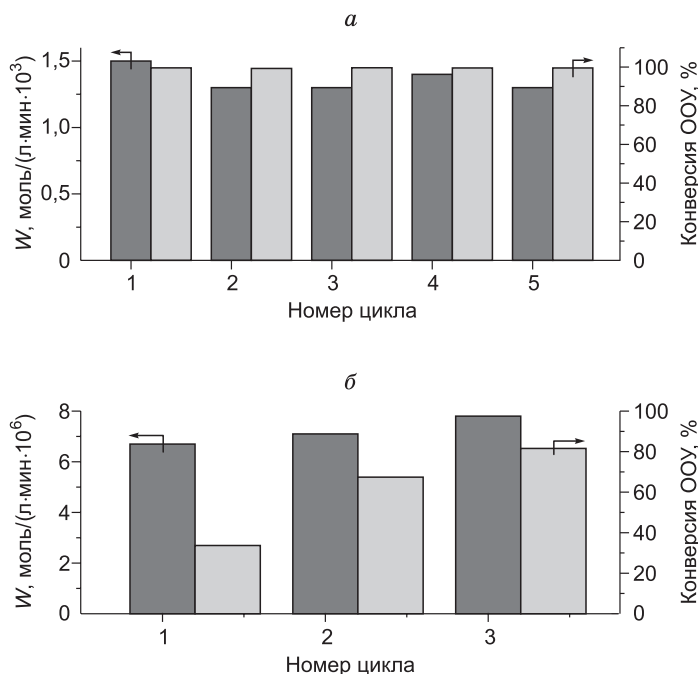 а
W, моль/(л·мин·10³)
1,5
1,0
0,5
0
100
80
60
40
20
0
Конверсия ООУ, %
1 2 3 4 5
Номер цикла
б
W, моль/(л·мин·10⁶)
8
6
4
2
0
100
80
60
40
20
0
Конверсия ООУ, %
1 2 3
Номер цикла